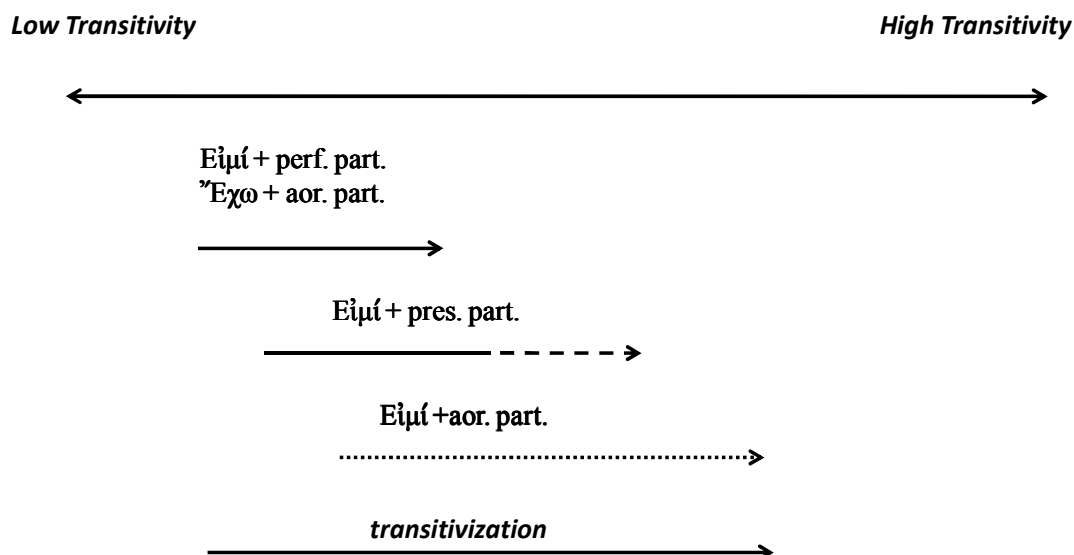 Low Transitivity High Transitivity
Εἰμί + perf. part.
Ἔχω + aor. part.
Εἰμί + pres. part.
Εἰμί +aor. part.
transitivization